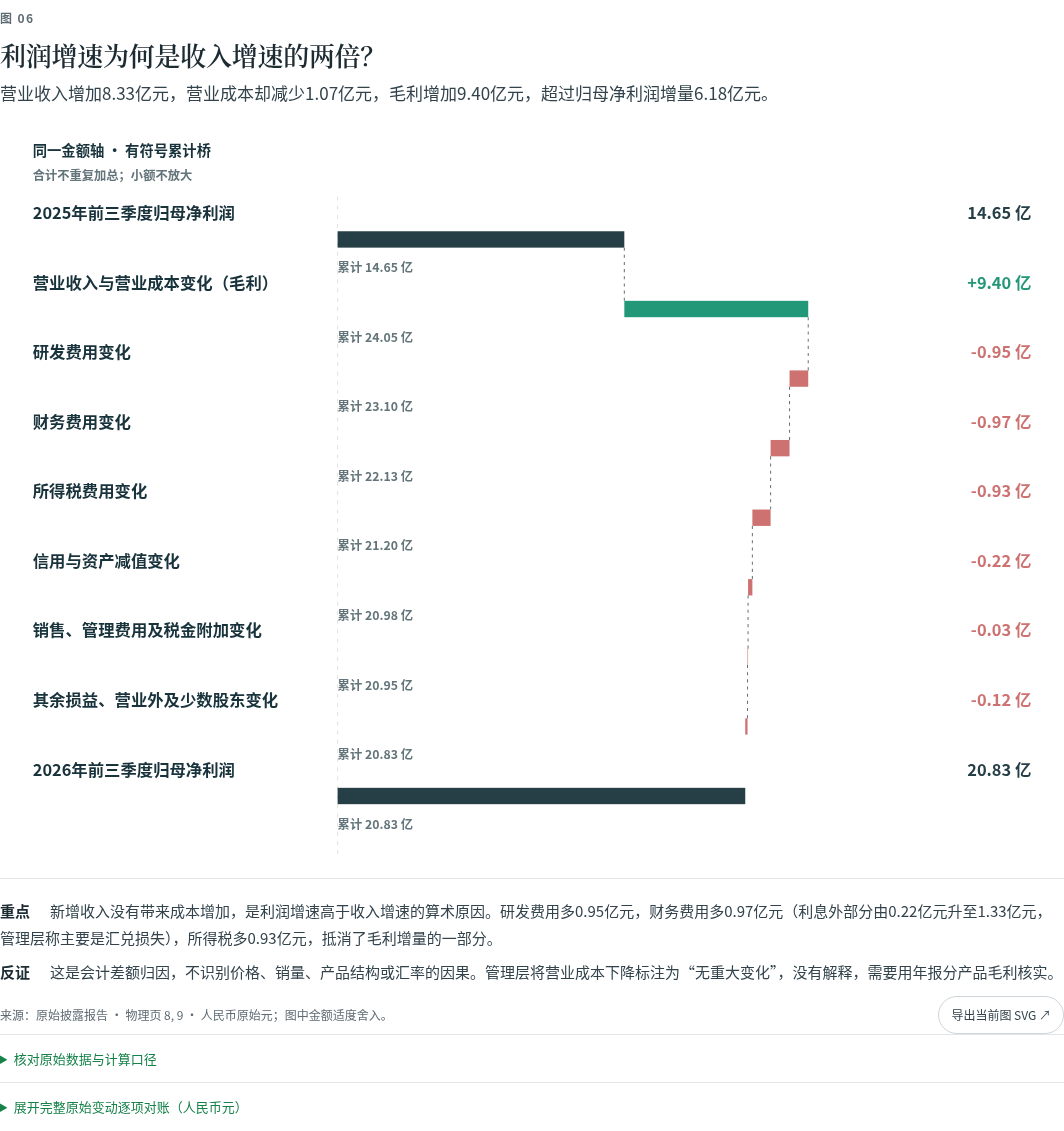 图 06
利润增速为何是收入增速的两倍？
营业收入增加8.33亿元，营业成本却减少1.07亿元，毛利增加9.40亿元，超过归母净利润增量6.18亿元。
同一金额轴 · 有符号累计桥
合计不重复加总；小额不放大
2025年前三季度归母净利润
14.65 亿
累计 14.65 亿
营业收入与营业成本变化（毛利）
+9.40 亿
累计 24.05 亿
研发费用变化
-0.95 亿
累计 23.10 亿
财务费用变化
-0.97 亿
累计 22.13 亿
所得税费用变化
-0.93 亿
累计 21.20 亿
信用与资产减值变化
-0.22 亿
累计 20.98 亿
销售、管理费用及税金附加变化
-0.03 亿
累计 20.95 亿
其余损益、营业外及少数股东变化
-0.12 亿
累计 20.83 亿
2026年前三季度归母净利润
20.83 亿
累计 20.83 亿
重点 新增收入没有带来成本增加，是利润增速高于收入增速的算术原因。研发费用多0.95亿元，财务费用多0.97亿元（利息外部分由0.22亿元升至1.33亿元，
管理层称主要是汇兑损失），所得税多0.93亿元，抵消了毛利增量的一部分。
反证 这是会计差额归因，不识别价格、销量、产品结构或汇率的因果。管理层将营业成本下降标注为“无重大变化”，没有解释，需要用年报分产品毛利核实。
来源：原始披露报告 · 物理页 8, 9 · 人民币原始元；图中金额适度舍入。
导出当前图 SVG ↗
▶ 核对原始数据与计算口径
▶ 展开完整原始变动逐项对账（人民币元）